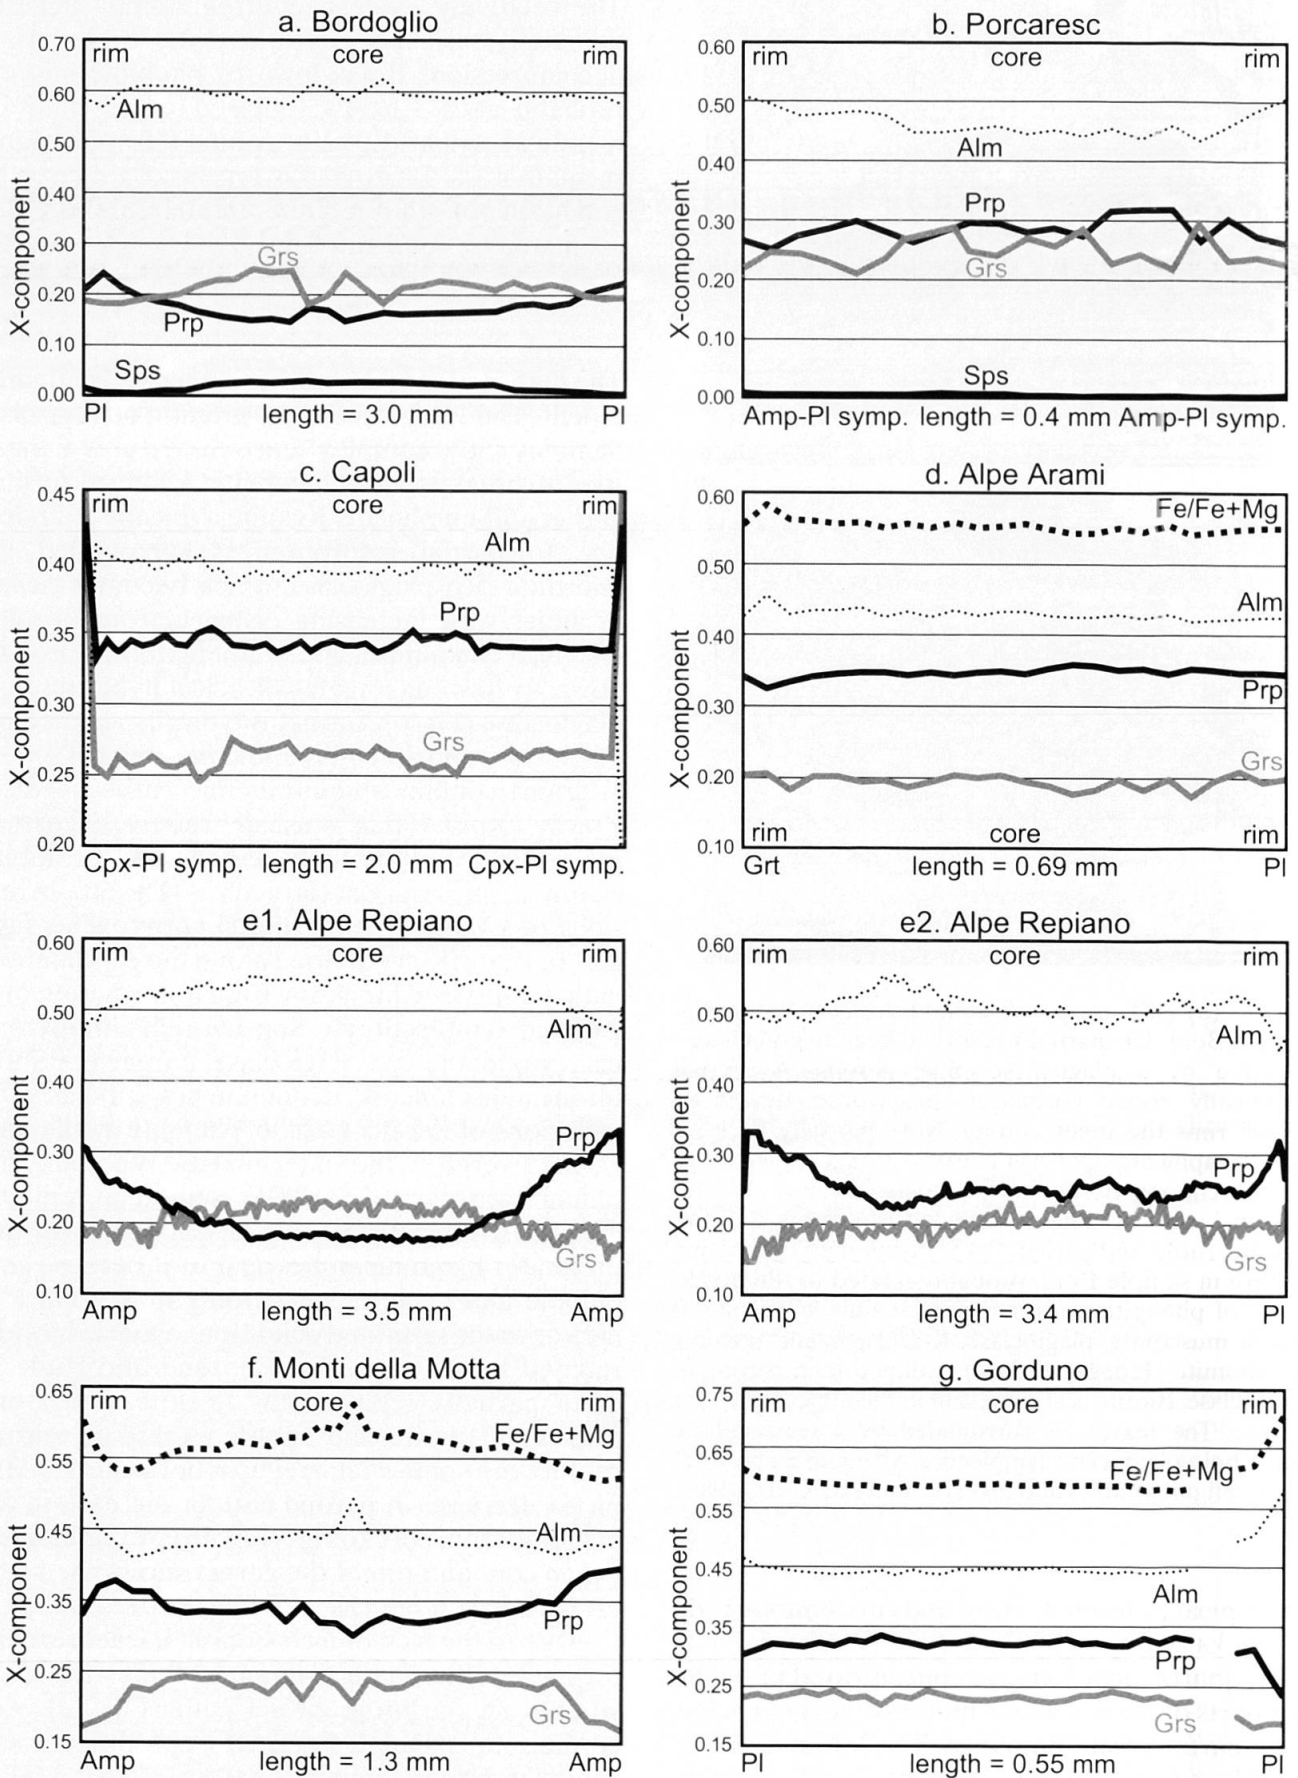 a. Bordoglio
X-component
0.70
0.60
0.50
0.40
0.30
0.20
0.10
0.00
rim core rim
Alm
Grs
Prp
Sps
Pl length = 3.0 mm Pl
b. Porcaresc
X-component
0.60
0.50
0.40
0.30
0.20
0.10
0.00
rim core rim
Alm
Prp
Grs
Sps
Amp-Pl symp. length = 0.4 mm Amp-Pl symp.
c. Capoli
X-component
0.45
0.40
0.35
0.30
0.25
0.20
rim core rim
Alm
Prp
Grs
Cpx-Pl symp. length = 2.0 mm Cpx-Pl symp.
d. Alpe Arami
X-component
0.60
0.50
0.40
0.30
0.20
0.10
Fe/Fe+Mg
Alm
Prp
Grs
rim core rim
Grt length = 0.69 mm Pl
e1. Alpe Repiano
X-component
0.60
0.50
0.40
0.30
0.20
0.10
rim core rim
Alm
Prp
Grs
Amp length = 3.5 mm Amp
e2. Alpe Repiano
X-component
0.60
0.50
0.40
0.30
0.20
0.10
rim core rim
Alm
Prp
Grs
Amp length = 3.4 mm Pl
f. Monti della Motta
X-component
0.65
0.55
0.45
0.35
0.25
0.15
rim core rim
Fe/Fe+Mg
Alm
Prp
Grs
Amp length = 1.3 mm Amp
g. Gorduno
X-component
0.75
0.65
0.55
0.45
0.35
0.25
0.15
rim core rim
Fe/Fe+Mg
Alm
Prp
Grs
Pl length = 0.55 mm Pl